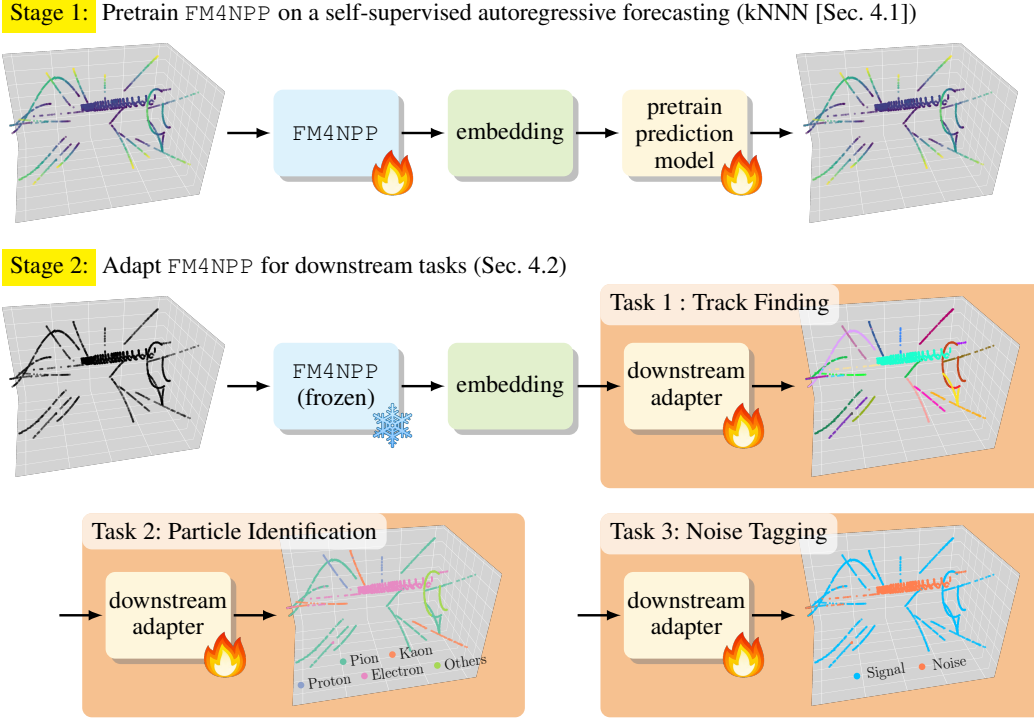 Stage 1: Pretrain FM4NPP on a self-supervised autoregressive forecasting (kNNN [Sec. 4.1])
FM4NPP
embedding
pretrain
prediction
model
Stage 2: Adapt FM4NPP for downstream tasks (Sec. 4.2)
FM4NPP
(frozen)
embedding
Task 1 : Track Finding
downstream
adapter
Task 2: Particle Identification
downstream
adapter
Pion
Kaon
Others
Proton
Electron
Task 3: Noise Tagging
downstream
adapter
Signal
Noise